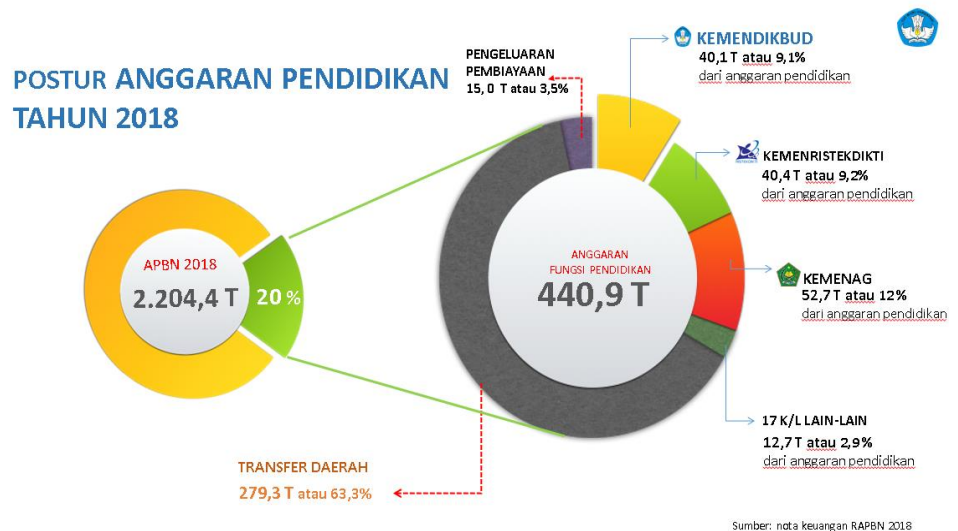 POSTUR ANGGARAN PENDIDIKAN
TAHUN 2018
APBN 2018
2.204,4 T
20 %
PENGELUARAN
PEMBIAYAAN
15,0 T atau 3,5%
ANGGARAN
FUNGSI PENDIDIKAN
440,9 T
KEMENDIKBUD
40,1 T atau 9,1%
dari anggaran pendidikan
KEMENRISTEKDIKTI
40,4 T atau 9,2%
dari anggaran pendidikan
KEMENAG
52,7 T atau 12%
dari anggaran pendidikan
17 K/L LAIN-LAIN
12,7 T atau 2,9%
dari anggaran pendidikan
TRANSFER DAERAH
279,3 T atau 63,3%
Sumber: nota keuangan RAPBN 2018